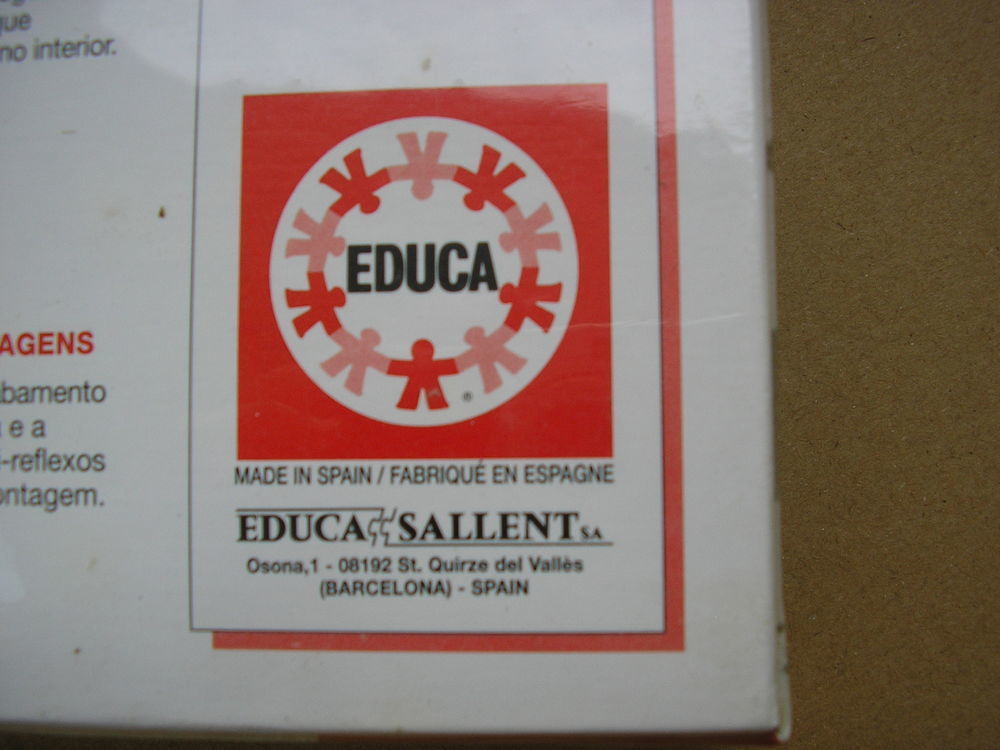 que
no interior.
EDUCA
®
AGENS
bamento
e a
-reflexos
ontagem.
MADE IN SPAIN / FABRIQUÉ EN ESPAGNE
EDUCA SALLENT SA
Osona,1 - 08192 St. Quirze del Vallès
(BARCELONA) - SPAIN